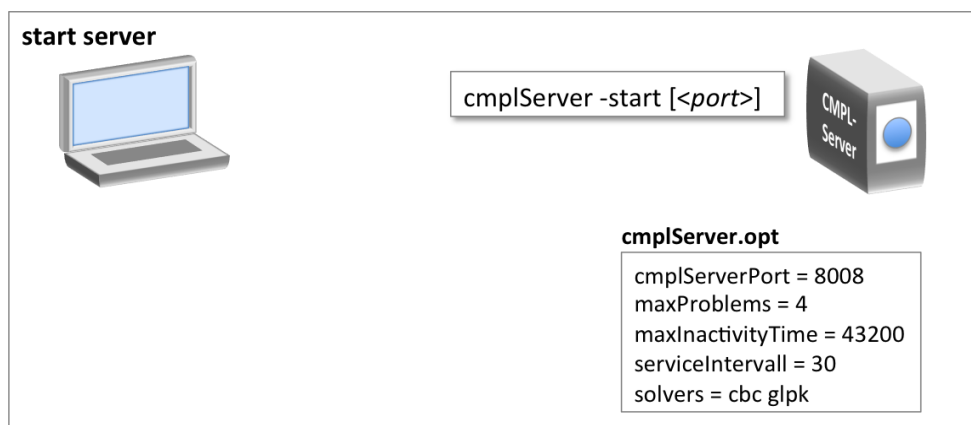 start server
cmplServer -start [<port>]
CMPL-
Server
cmplServer.opt
cmplServerPort = 8008
maxProblems = 4
maxInactivityTime = 43200
serviceIntervall = 30
solvers = cbc glpk